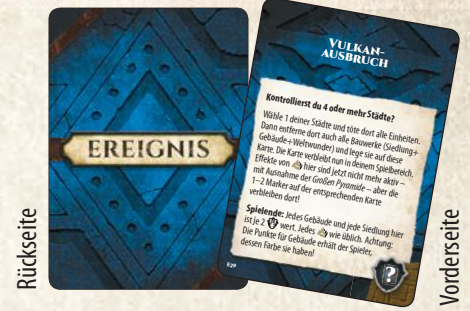 Rückseite
EREIGNIS
VULKAN-
AUSBRUCH
Kontrollierst du 4 oder mehr Städte?
Wähle 1 deiner Städte und töte dort alle Einheiten.
Dann entferne dort auch alle Bauwerke (Siedlung+
Gebäude+Weltwunder) und lege sie auf diese
Karte. Die Karte verbleibt nun in deinem Spielbereich.
Effekte von hier sind jetzt nicht mehr aktiv –
mit Ausnahme der Großen Pyramide – aber die
1–2 Marker auf der entsprechenden Karte
verbleiben dort!
Spielende: Jedes Gebäude und jede Siedlung hier
ist je 2 wert. Jedes wie üblich. Achtung:
Die Punkte für Gebäude erhält der Spieler,
dessen Farbe sie haben!
E29
?
Vorderseite